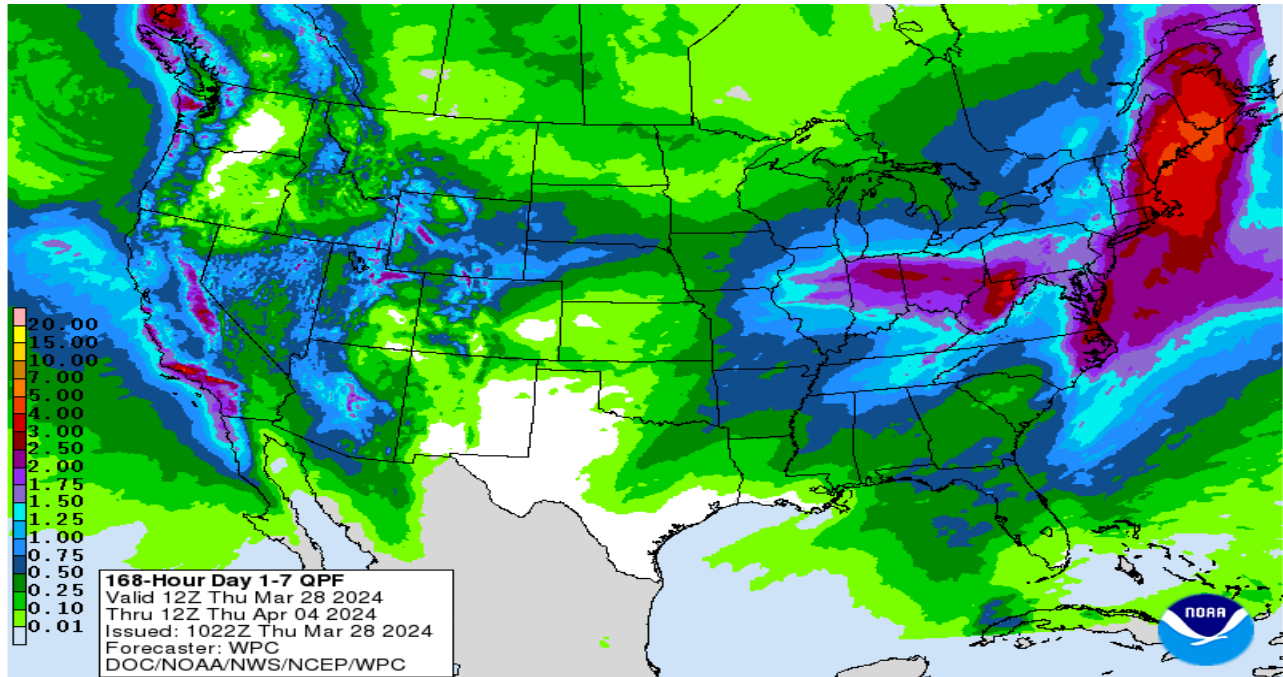 20.00
15.00
10.00
7.00
5.00
4.00
3.00
2.50
2.00
1.75
1.50
1.25
1.00
0.75
0.50
0.25
0.10
0.01
168-Hour Day 1-7 QPF
Valid 12Z Thu Mar 28 2024
Thru 12Z Thu Apr 04 2024
Issued: 1022Z Thu Mar 28 2024
Forecaster: WPC
DOC/NOAA/NWS/NCEP/WPC
NOAA